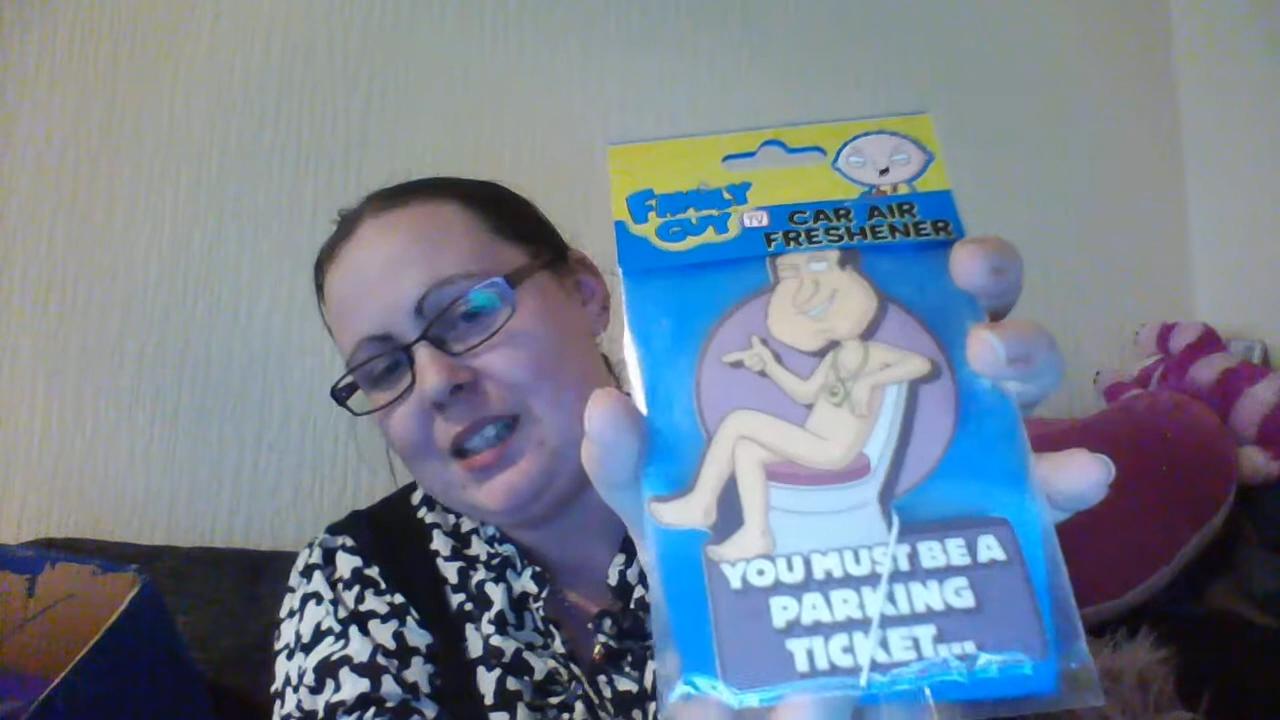 FAMILY
GUY
TV
CAR AIR
FRESHENER
YOU MUST BE A
PARKING
TICKET...